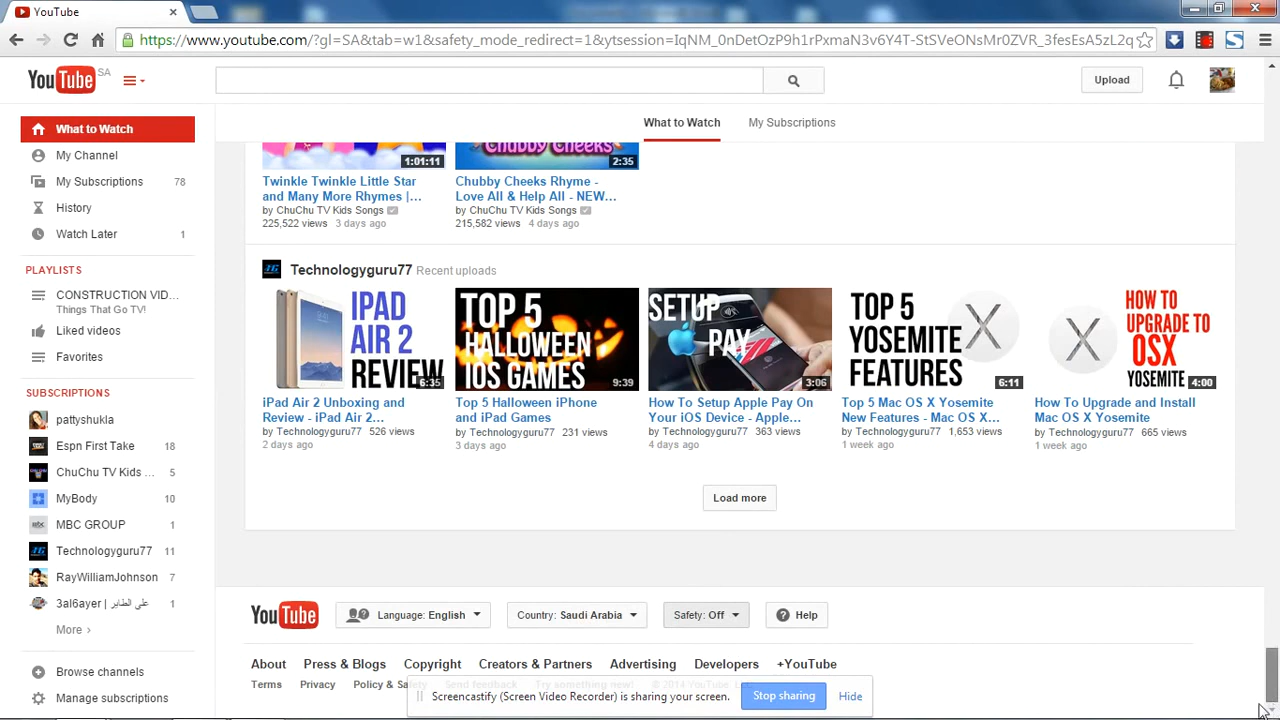 YouTube
https://www.youtube.com/?gl=SA&tab=w1&safety_mode_redirect=1&ytsession=IqNM_0nDetOzP9h1rPxmaN3v6Y4T-StSVeONsMr0ZVR_3fesEsA5zL2q
YouTube SA
Upload
What to Watch
My Subscriptions
What to Watch
My Channel
My Subscriptions 78
History
Watch Later 1
PLAYLISTS
CONSTRUCTION VID...
Things That Go TV!
Liked videos
Favorites
SUBSCRIPTIONS
pattyshukla
Espn First Take 18
ChuChu TV Kids ... 5
MyBody 10
MBC GROUP 1
Technologyguru77 11
RayWilliamJohnson 7
3al6ayer | على الطاير 1
More ›
Browse channels
Manage subscriptions
1:01:11
Twinkle Twinkle Little Star
and Many More Rhymes |...
by ChuChu TV Kids Songs
225,522 views 3 days ago
Chubby Cheeks
2:35
Chubby Cheeks Rhyme -
Love All & Help All - NEW...
by ChuChu TV Kids Songs
215,582 views 4 days ago
Technologyguru77 Recent uploads
IPAD
AIR 2
REVIEW
6:35
iPad Air 2 Unboxing and
Review - iPad Air 2...
by Technologyguru77 526 views
2 days ago
TOP 5
HALLOWEEN
IOS GAMES
9:39
Top 5 Halloween iPhone
and iPad Games
by Technologyguru77 231 views
3 days ago
SETUP
PAY
3:06
How To Setup Apple Pay On
Your iOS Device - Apple...
by Technologyguru77 363 views
4 days ago
TOP 5
YOSEMITE
FEATURES
6:11
Top 5 Mac OS X Yosemite
New Features - Mac OS X...
by Technologyguru77 1,653 views
1 week ago
HOW TO
UPGRADE TO
OSX
YOSEMITE
4:00
How To Upgrade and Install
Mac OS X Yosemite
by Technologyguru77 665 views
1 week ago
Load more
YouTube
Language: English
Country: Saudi Arabia
Safety: Off
Help
About Press & Blogs Copyright Creators & Partners Advertising Developers +YouTube
Terms Privacy Policy & Safety Send feedback Try something new! © 2014 YouTube, LLC
Screencastify (Screen Video Recorder) is sharing your screen.
Stop sharing
Hide